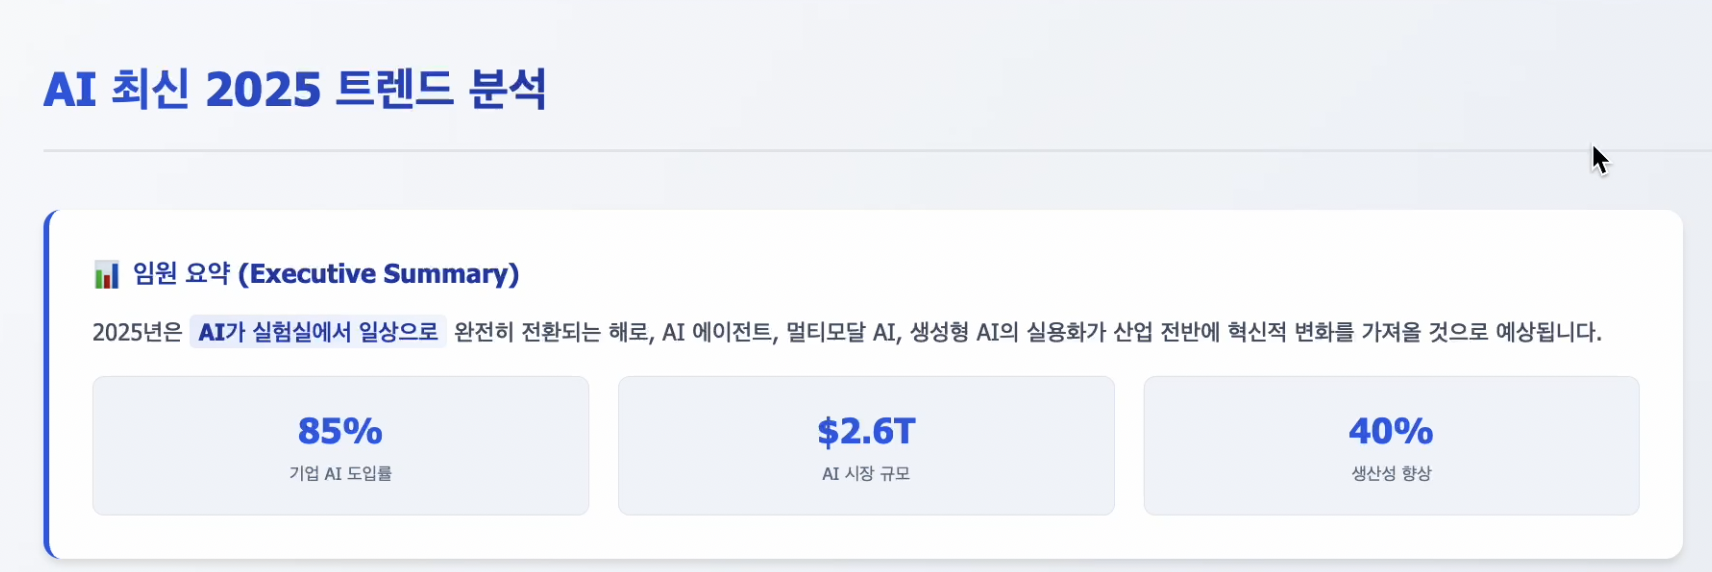 AI 최신 2025 트렌드 분석
임원 요약 (Executive Summary)
2025년은 AI가 실험실에서 일상으로 완전히 전환되는 해로, AI 에이전트, 멀티모달 AI, 생성형 AI의 실용화가 산업 전반에 혁신적 변화를 가져올 것으로 예상됩니다.
85%
기업 AI 도입률
$2.6T
AI 시장 규모
40%
생산성 향상